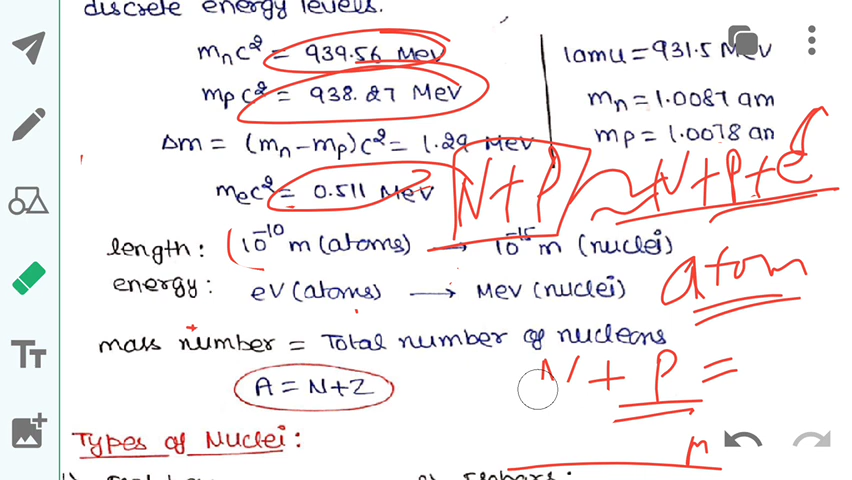 discrete energy levels.
mnc² = 939.56 MeV
mpc² = 938.27 MeV
Δm = (mn-mp)c² = 1.29 MeV
mec² = 0.511 MeV
1amu = 931.5 MeV
mn = 1.0087 am
mp = 1.0078 an
N+P
N+P+e
length: 10⁻¹⁰ m (atoms) → 10⁻¹⁵ m (nuclei)
atom
energy: eV (atoms) → MeV (nuclei)
mass number = Total number of nucleons
A = N+Z
N + P =
Types of Nuclei:
TT